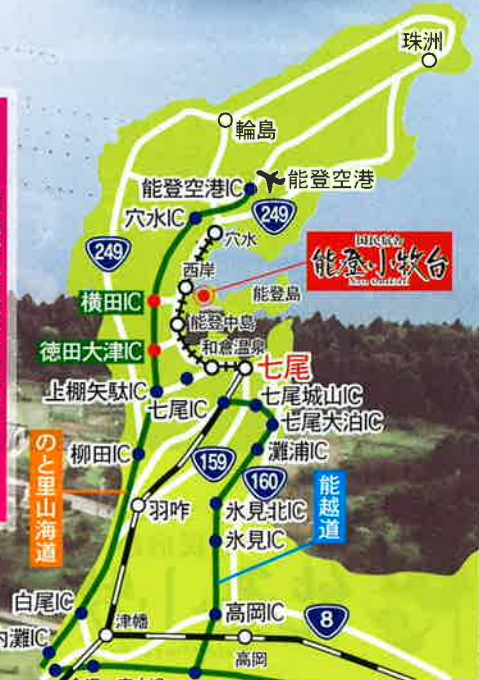 珠洲
輪島
能登空港IC
能登空港
穴水IC
249
穴水
249
国民宿舎
能登小牧台
西岸
能登島
横田IC
能登中島
徳田大津IC
和倉温泉
七尾
上棚矢駄IC
七尾IC
七尾城山IC
七尾大泊IC
柳田IC
灘浦IC
159
160
のと里山海道
能越道
羽咋
氷見北IC
氷見IC
白尾IC
津幡
高岡IC
8
内灘IC
高岡